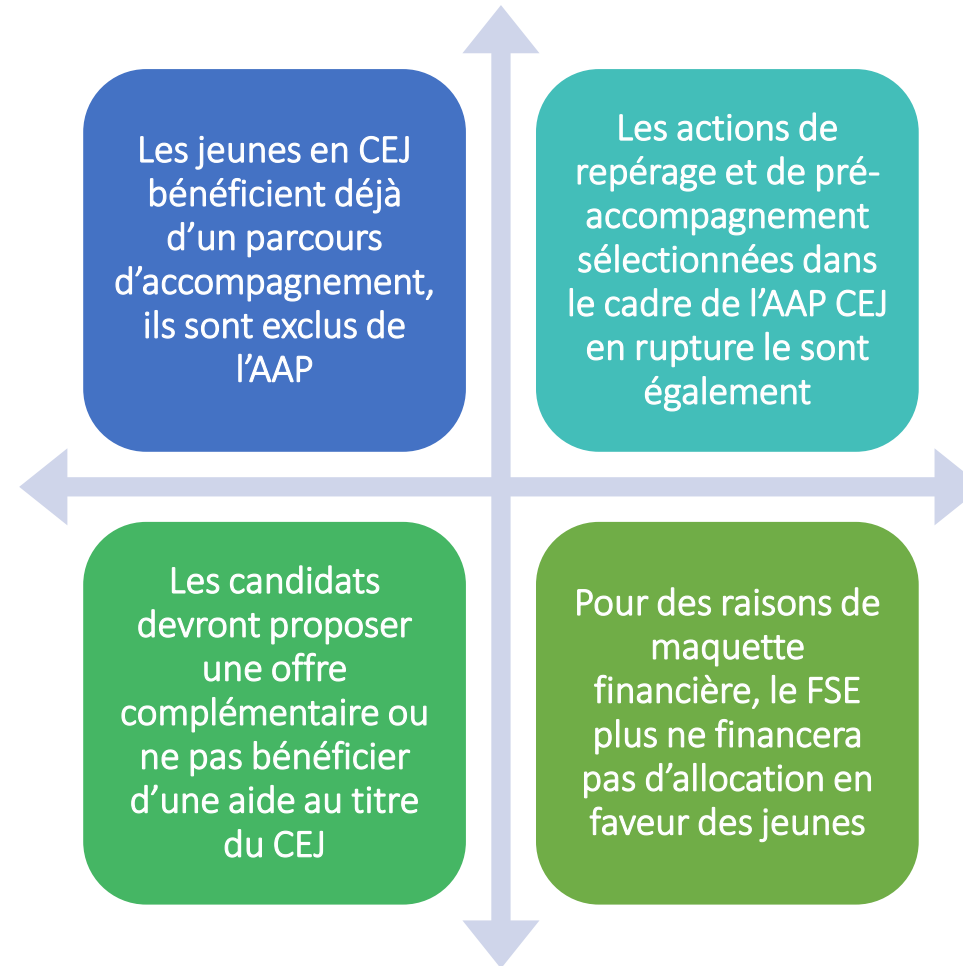 Les jeunes en CEJ
bénéficient déjà
d’un parcours
d’accompagnement,
ils sont exclus de
l’AAP
Les actions de
repérage et de pré-
accompagnement
sélectionnées dans
le cadre de l’AAP CEJ
en rupture le sont
également
Les candidats
devront proposer
une offre
complémentaire ou
ne pas bénéficier
d’une aide au titre
du CEJ
Pour des raisons de
maquette
financière, le FSE
plus ne financera
pas d’allocation en
faveur des jeunes